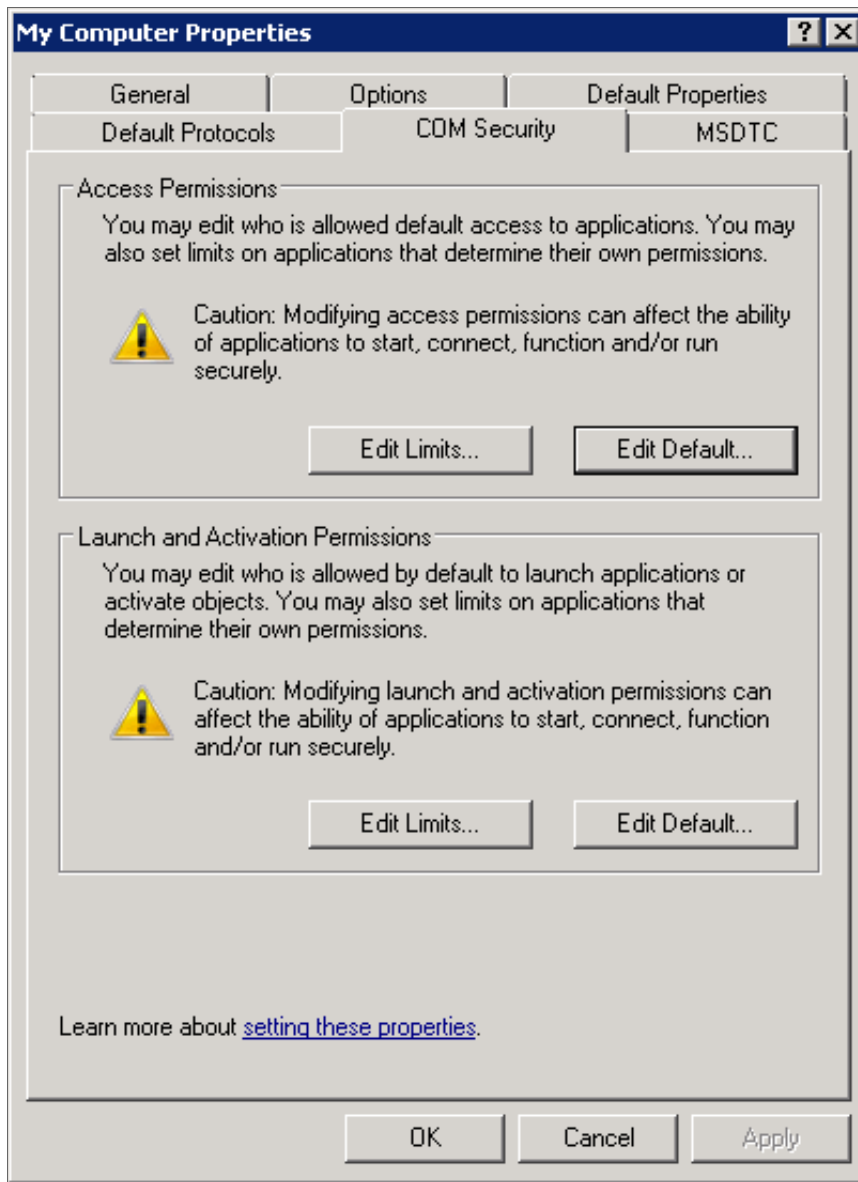 My Computer Properties
General Options Default Properties
Default Protocols COM Security MSDTC
Access Permissions
You may edit who is allowed default access to applications. You may
also set limits on applications that determine their own permissions.
Caution: Modifying access permissions can affect the ability
of applications to start, connect, function and/or run
securely.
Edit Limits... Edit Default...
Launch and Activation Permissions
You may edit who is allowed by default to launch applications or
activate objects. You may also set limits on applications that
determine their own permissions.
Caution: Modifying launch and activation permissions can
affect the ability of applications to start, connect, function
and/or run securely.
Edit Limits... Edit Default...
Learn more about setting these properties.
OK Cancel Apply